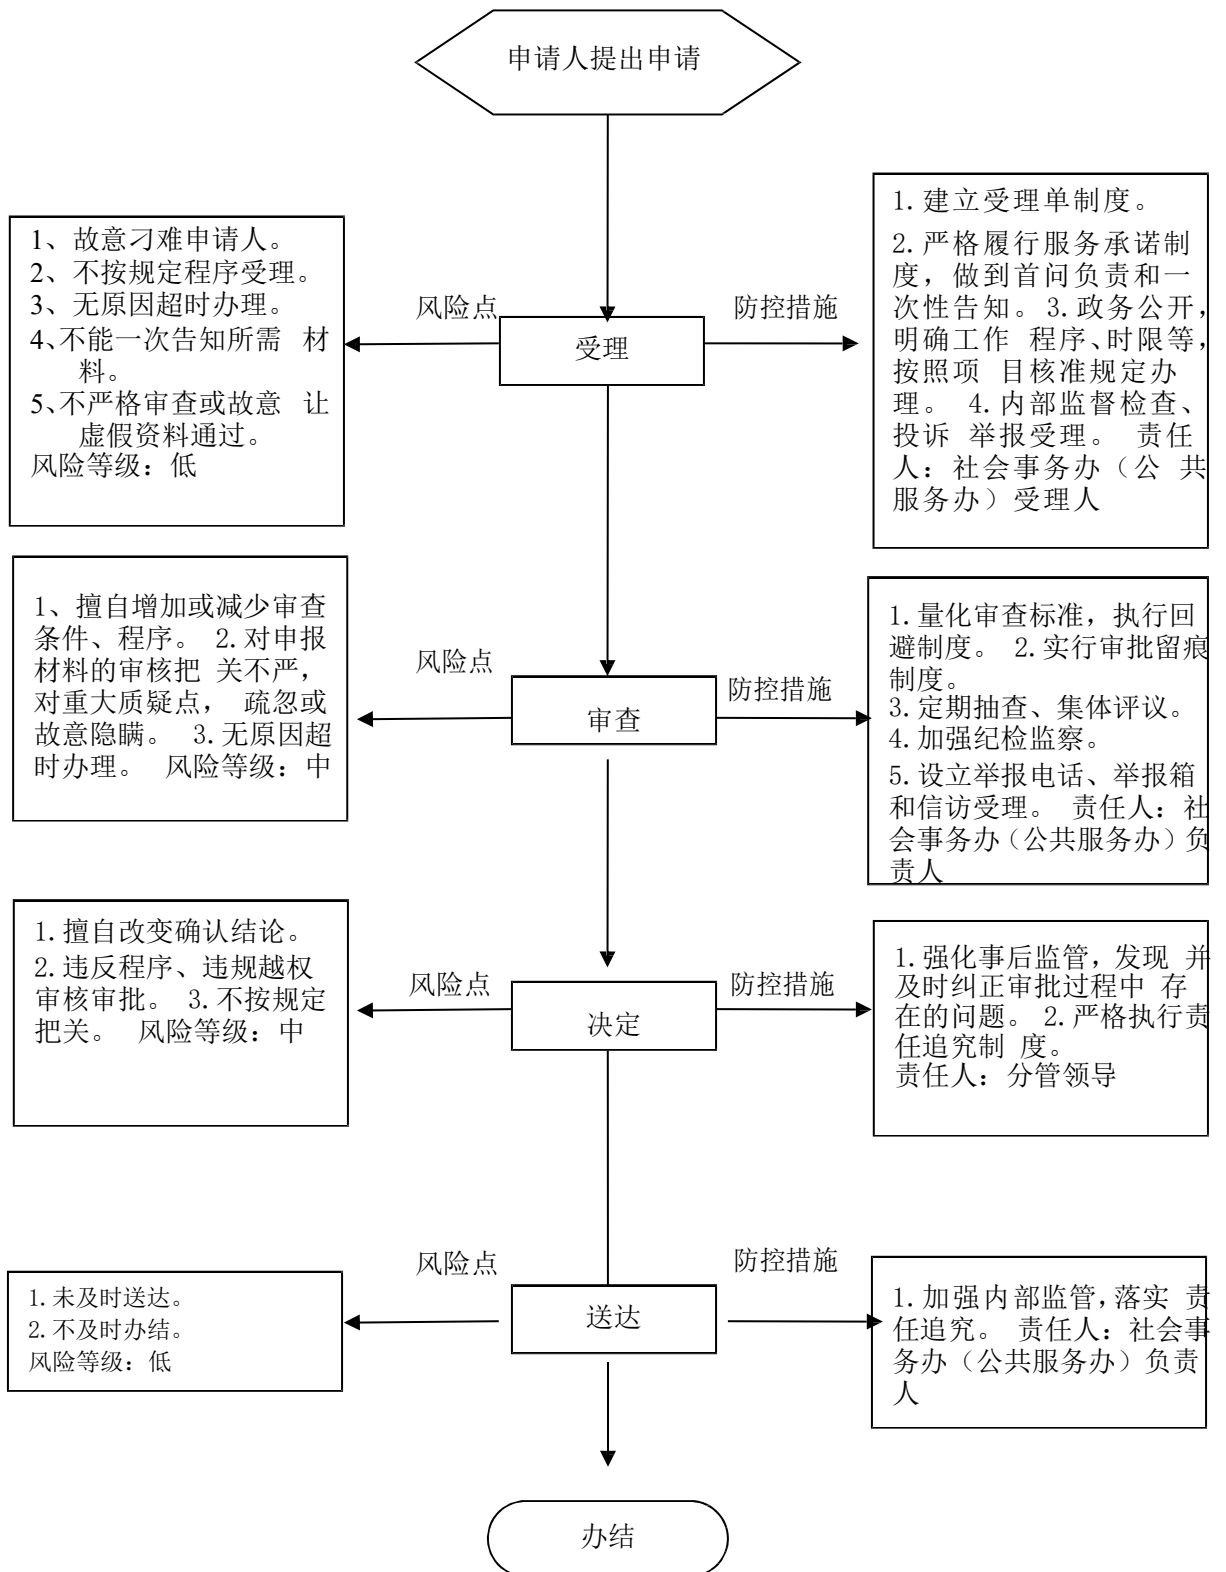 申请人提出申请
1、故意刁难申请人。
2、不按规定程序受理。
3、无原因超时办理。
4、不能一次告知所需 材
料。
5、不严格审查或故意 让
虚假资料通过。
风险等级：低
风险点
受理
防控措施
1.建立受理单制度。
2.严格履行服务承诺制
度，做到首问负责和一
次性告知。3.政务公开，
明确工作 程序、时限等，
按照项 目核准规定办
理。 4.内部监督检查、
投诉 举报受理。 责任
人：社会事务办（公 共
服务办）受理人
1、擅自增加或减少审查
条件、程序。 2.对申报
材料的审核把 关不严，
对重大质疑点， 疏忽或
故意隐瞒。 3.无原因超
时办理。 风险等级：中
风险点
审查
防控措施
1.量化审查标准，执行回
避制度。 2.实行审批留痕
制度。
3.定期抽查、集体评议。
4.加强纪检监察。
5.设立举报电话、举报箱
和信访受理。 责任人：社
会事务办（公共服务办）负
责人
1.擅自改变确认结论。
2.违反程序、违规越权
审核审批。 3.不按规定
把关。 风险等级：中
风险点
决定
防控措施
1.强化事后监管，发现 并
及时纠正审批过程中 存
在的问题。 2.严格执行责
任追究制 度。
责任人：分管领导
1.未及时送达。
2.不及时办结。
风险等级：低
风险点
送达
防控措施
1.加强内部监管，落实 责
任追究。 责任人：社会事
务办（公共服务办）负责
人
办结